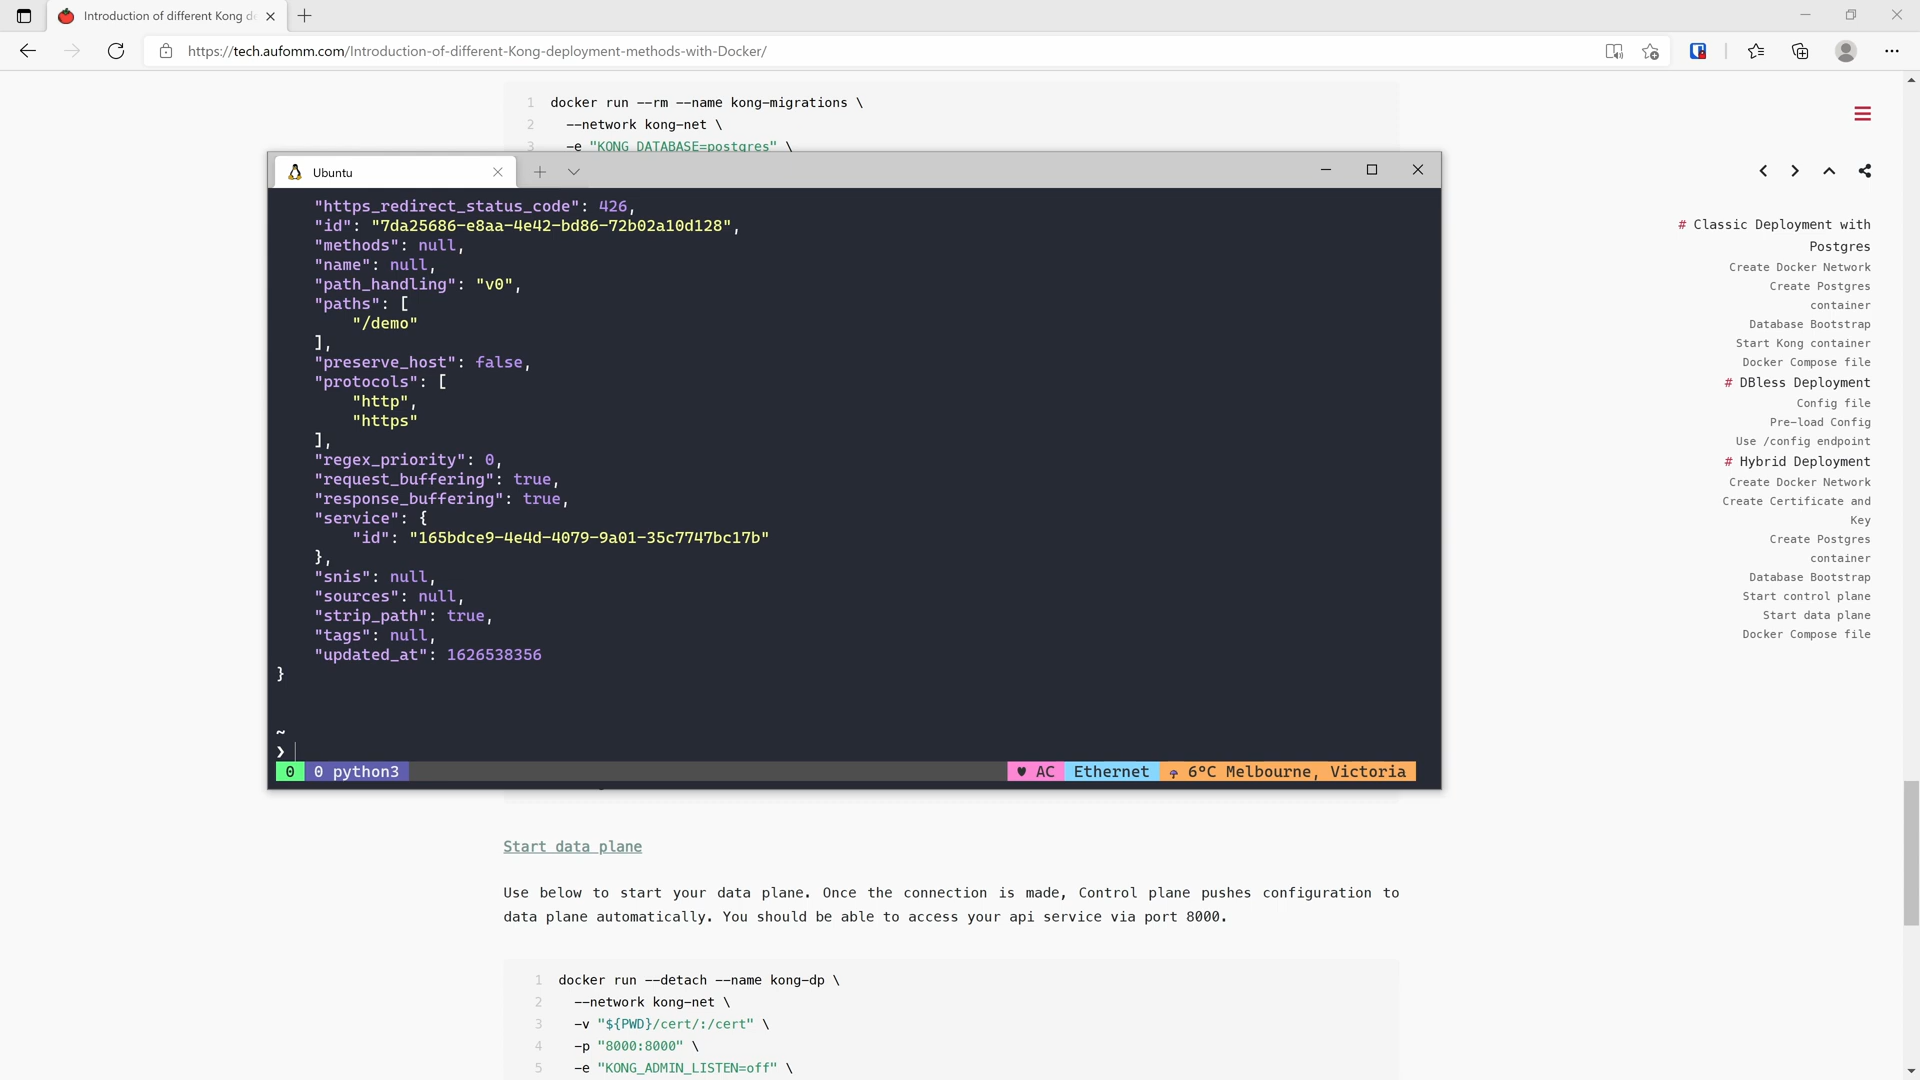 Introduction of different Kong de
https://tech.aufomm.com/Introduction-of-different-Kong-deployment-methods-with-Docker/
1 docker run --rm --name kong-migrations \
2 --network kong-net \
3 -e "KONG_DATABASE=postgres" \
Ubuntu
"https_redirect_status_code": 426,
"id": "7da25686-e8aa-4e42-bd86-72b02a10d128",
"methods": null,
"name": null,
"path_handling": "v0",
"paths": [
"/demo"
],
"preserve_host": false,
"protocols": [
"http",
"https"
],
"regex_priority": 0,
"request_buffering": true,
"response_buffering": true,
"service": {
"id": "165bdce9-4e4d-4079-9a01-35c7747bc17b"
},
"snis": null,
"sources": null,
"strip_path": true,
"tags": null,
"updated_at": 1626538356
}
~
❯
0 0 python3 ♥ AC Ethernet 6°C Melbourne, Victoria
Start data plane
Use below to start your data plane. Once the connection is made, Control plane pushes configuration to
data plane automatically. You should be able to access your api service via port 8000.
1 docker run --detach --name kong-dp \
2 --network kong-net \
3 -v "${PWD}/cert/:/cert" \
4 -p "8000:8000" \
5 -e "KONG_ADMIN_LISTEN=off" \
# Classic Deployment with
Postgres
Create Docker Network
Create Postgres
container
Database Bootstrap
Start Kong container
Docker Compose file
# DBless Deployment
Config file
Pre-load Config
Use /config endpoint
# Hybrid Deployment
Create Docker Network
Create Certificate and
Key
Create Postgres
container
Database Bootstrap
Start control plane
Start data plane
Docker Compose file